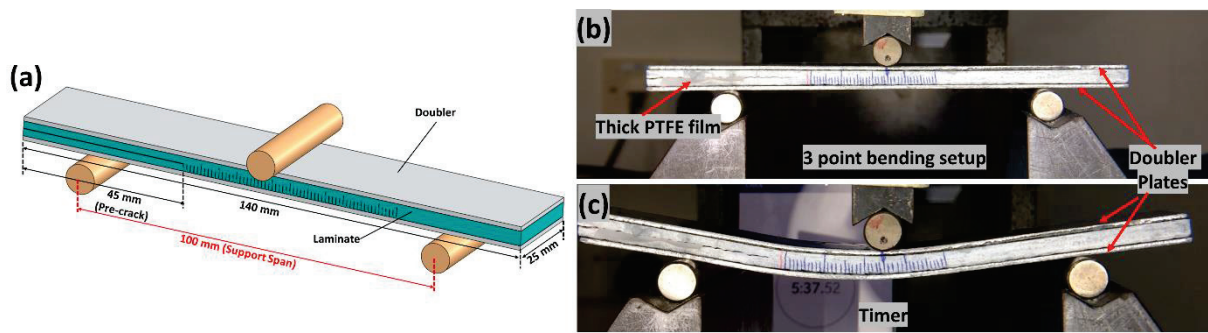 (a)
Doubler
45 mm
(Pre-crack)
140 mm
Laminate
100 mm (Support Span)
25 mm
(b)
Thick PTFE film
3 point bending setup
Doubler
Plates
(c)
5:37.52
Timer